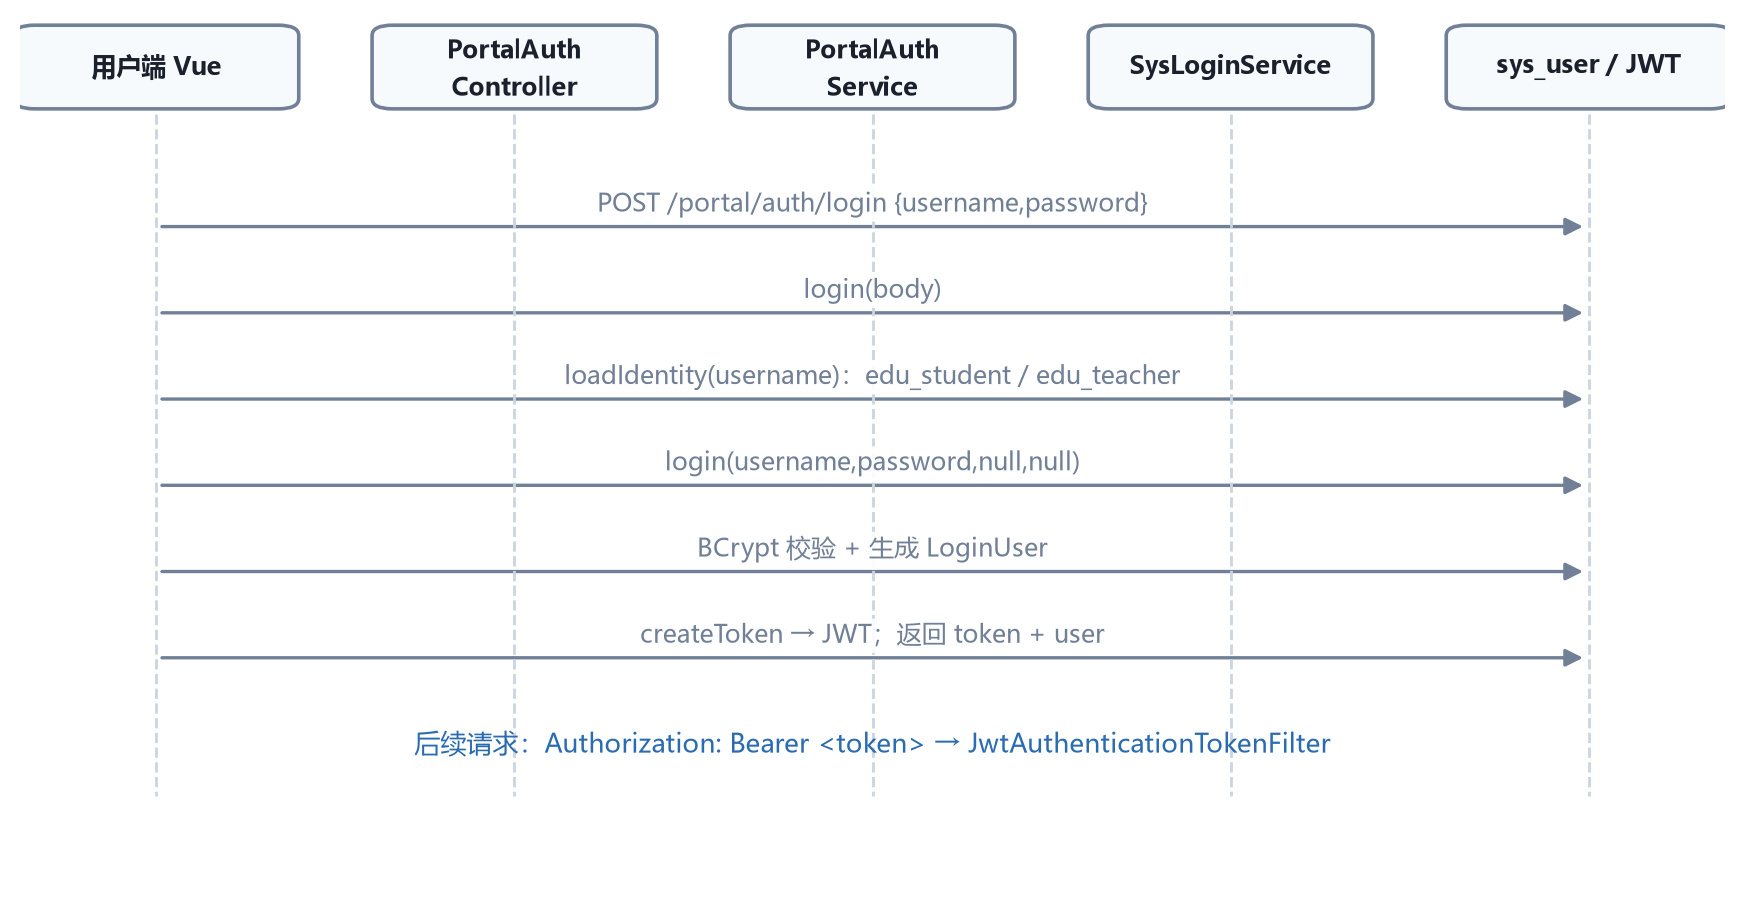 用户端 Vue
PortalAuth
Controller
PortalAuth
Service
SysLoginService
sys_user / JWT
POST /portal/auth/login {username,password}
login(body)
loadIdentity(username)：edu_student / edu_teacher
login(username,password,null,null)
BCrypt 校验 + 生成 LoginUser
createToken → JWT；返回 token + user
后续请求：Authorization: Bearer <token> → JwtAuthenticationTokenFilter